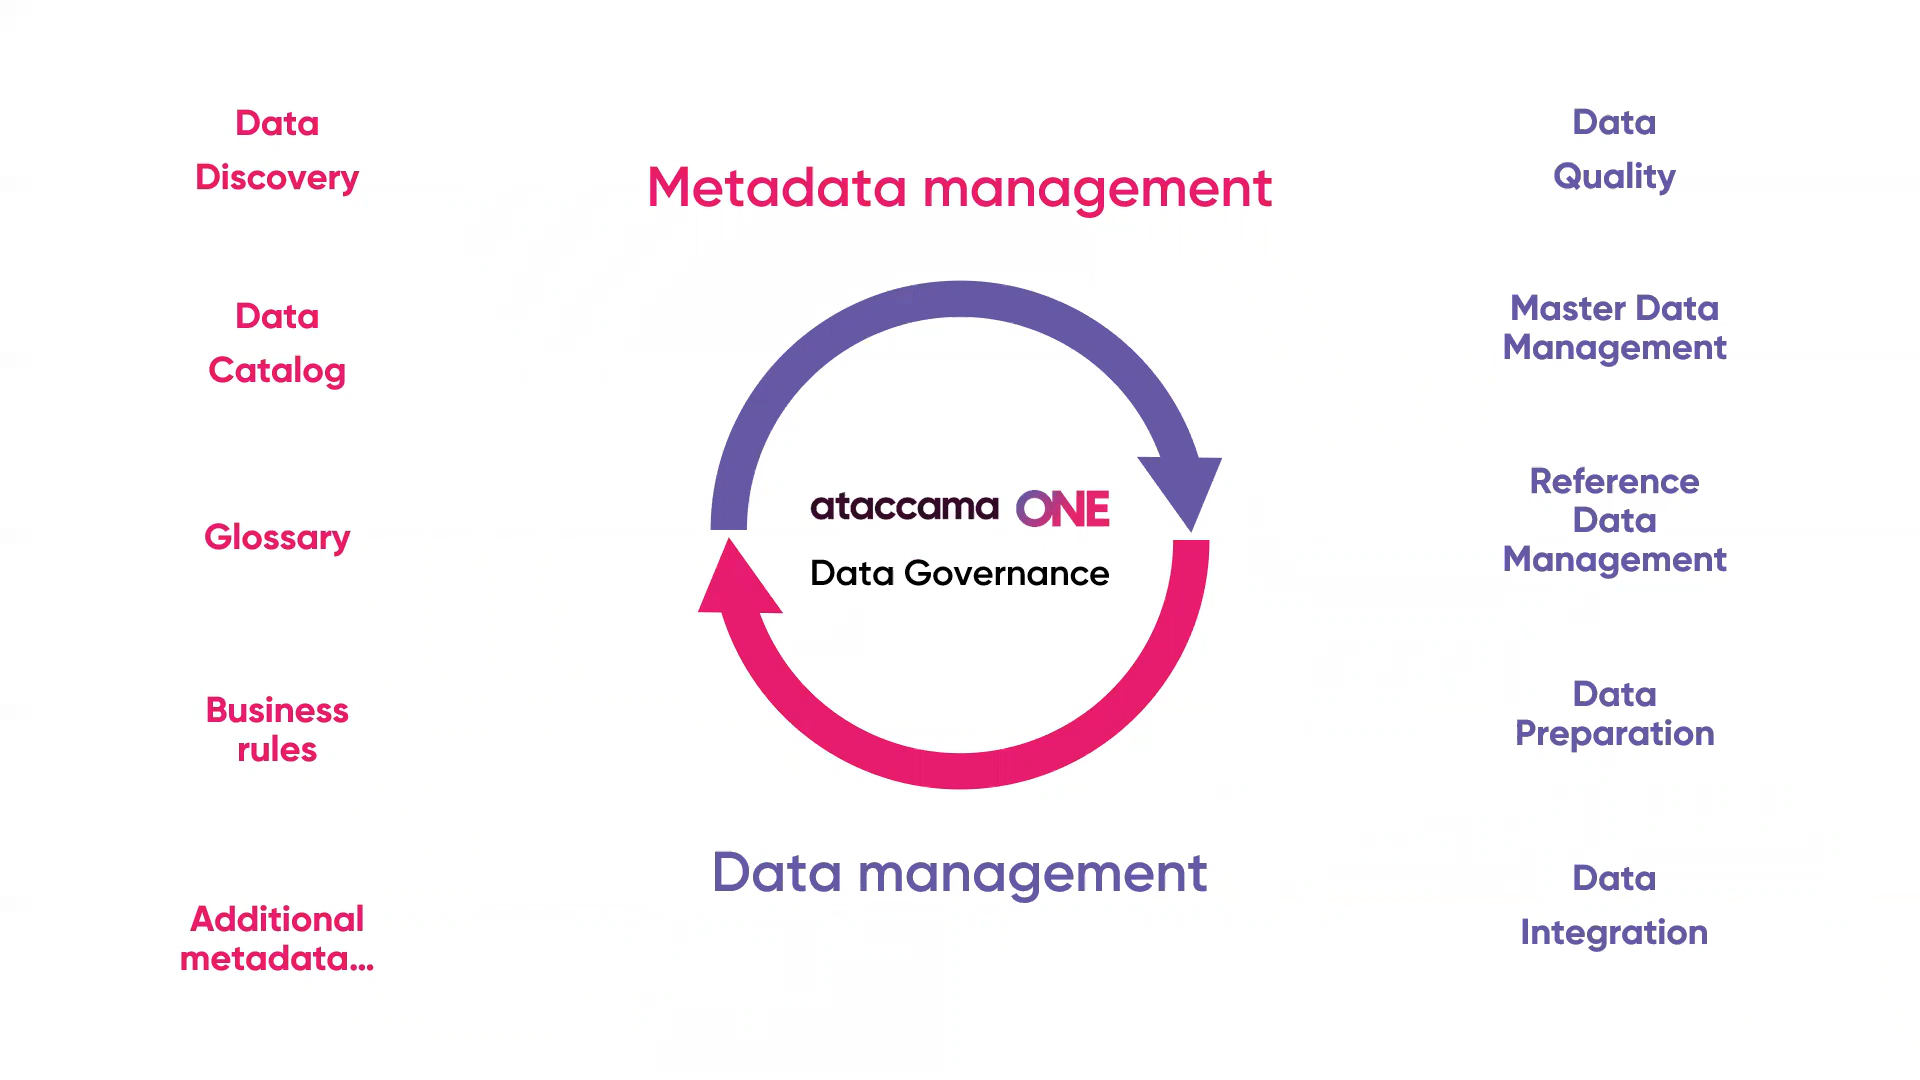 Data
Discovery
Data
Catalog
Glossary
Business
rules
Additional
metadata...
Metadata management
ataccama ONE
Data Governance
Data management
Data
Quality
Master Data
Management
Reference
Data
Management
Data
Preparation
Data
Integration